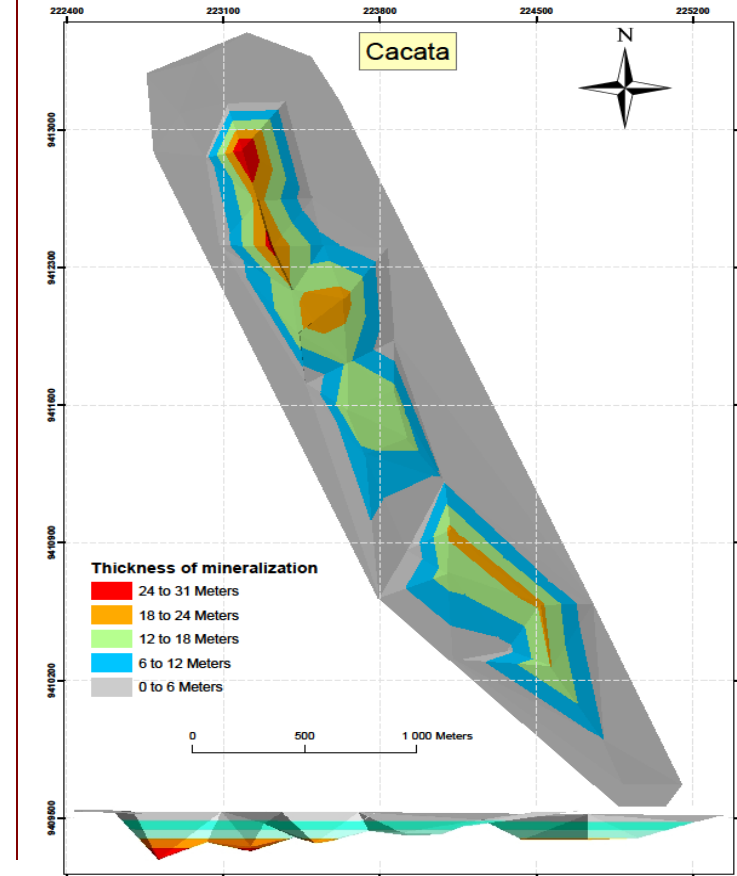 222400 223100 223800 224500 225200
Cacata
N
9413000
9412300
9411600
9410900
Thickness of mineralization
24 to 31 Meters
18 to 24 Meters
12 to 18 Meters
6 to 12 Meters
0 to 6 Meters
9410200
0 500 1 000 Meters